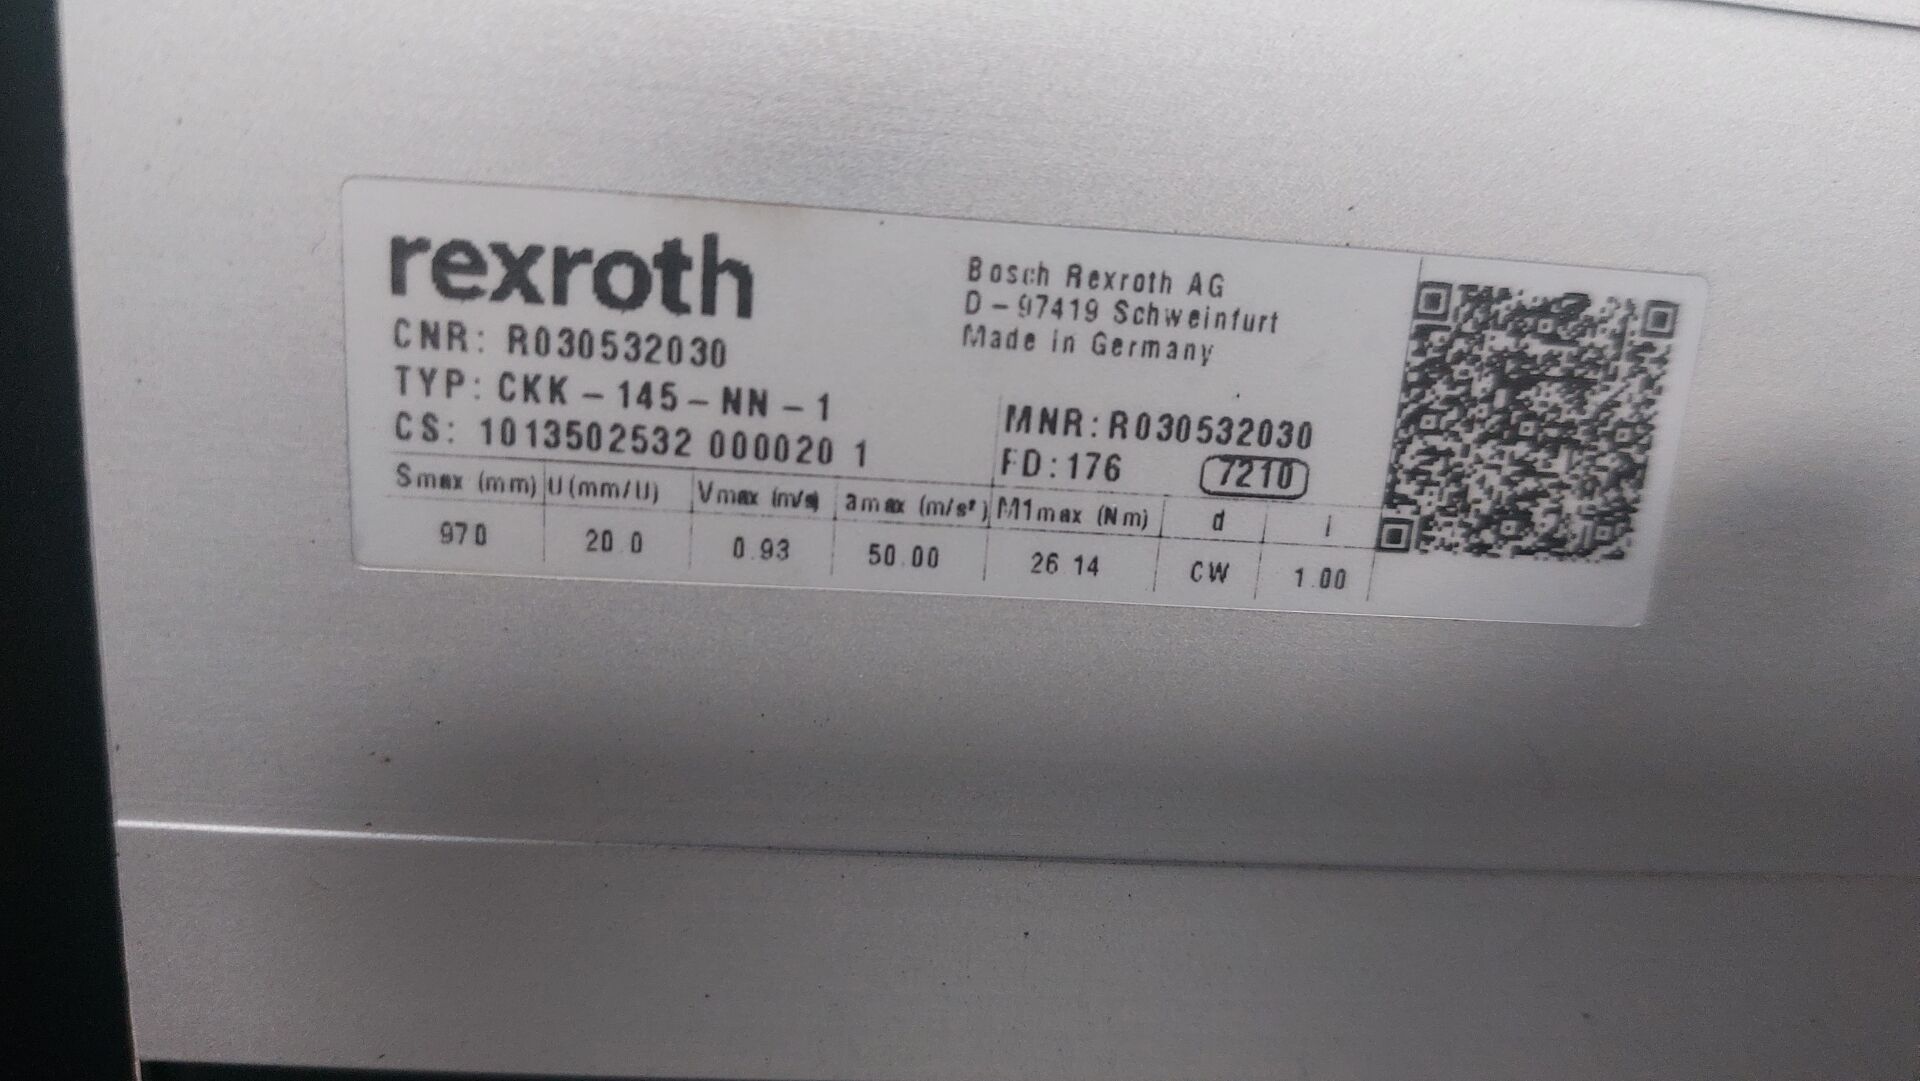 rexroth
Bosch Rexroth AG
D-97419 Schweinfurt
Made in Germany
CNR: R030532030
TYP: CKK-145-NN-1
MNR: R030532030
CS: 1013502532 000020 1
FD: 176 7210
Smax (mm) U (mm/U) Vmax (m/s) amax (m/s²) M1max (Nm) d i
970 20.0 0.93 50.00 26.14 CW 1.00